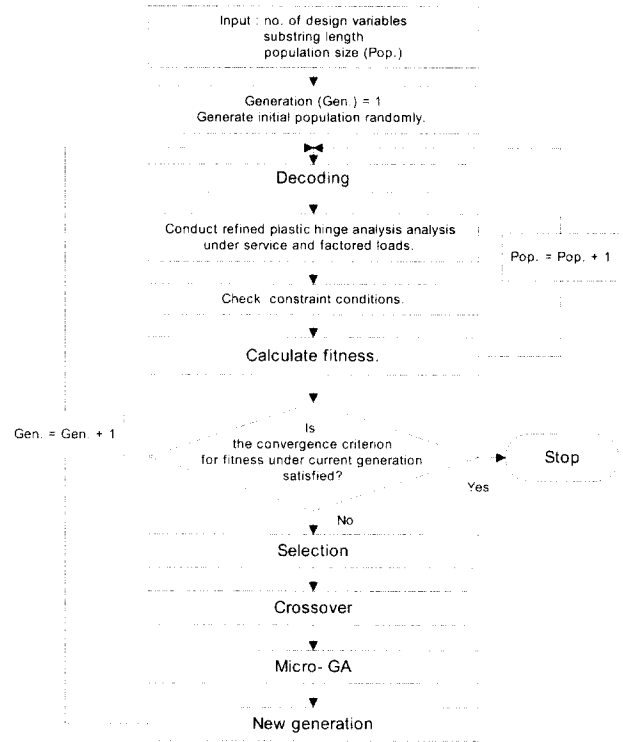 Input : no. of design variables
substring length
population size (Pop.)
Generation (Gen.) = 1
Generate initial population randomly.
Decoding
Conduct refined plastic hinge analysis analysis
under service and factored loads.
Pop. = Pop. + 1
Check constraint conditions.
Calculate fitness.
Gen. = Gen. + 1
Is
the convergence criterion
for fitness under current generation
satisfied?
Stop
Yes
No
Selection
Crossover
Micro- GA
New generation